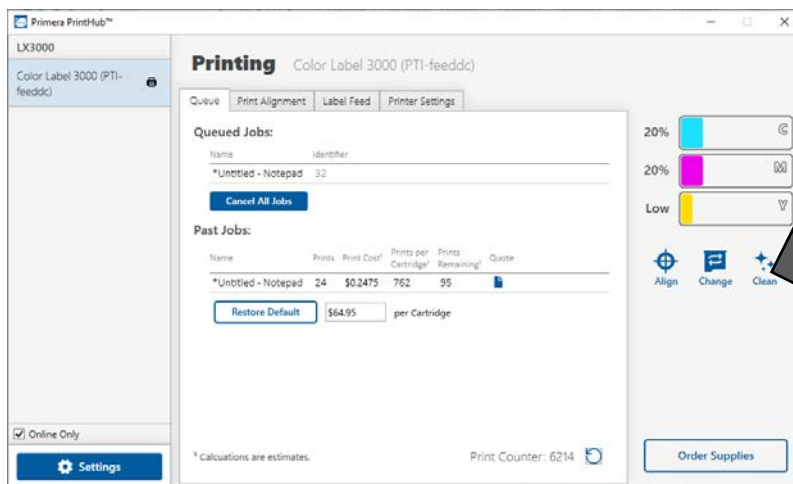 Primera PrintHub™
LX3000
Color Label 3000 (PTI-
feeddc)
Online Only
Settings
Printing Color Label 3000 (PTI-feeddc)
Queue Print Alignment Label Feed Printer Settings
Queued Jobs:
Name Identifier
*Untitled - Notepad 32
Cancel All Jobs
Past Jobs:
Name Prints Print Cost¹ Prints per Cartridge¹ Prints Remaining¹ Quote
*Untitled - Notepad 24 $0.2475 762 95
Restore Default $64.95 per Cartridge
¹ Calcuations are estimates. Print Counter: 6214
20% C
20% M
Low Y
Align Change Clean
Order Supplies